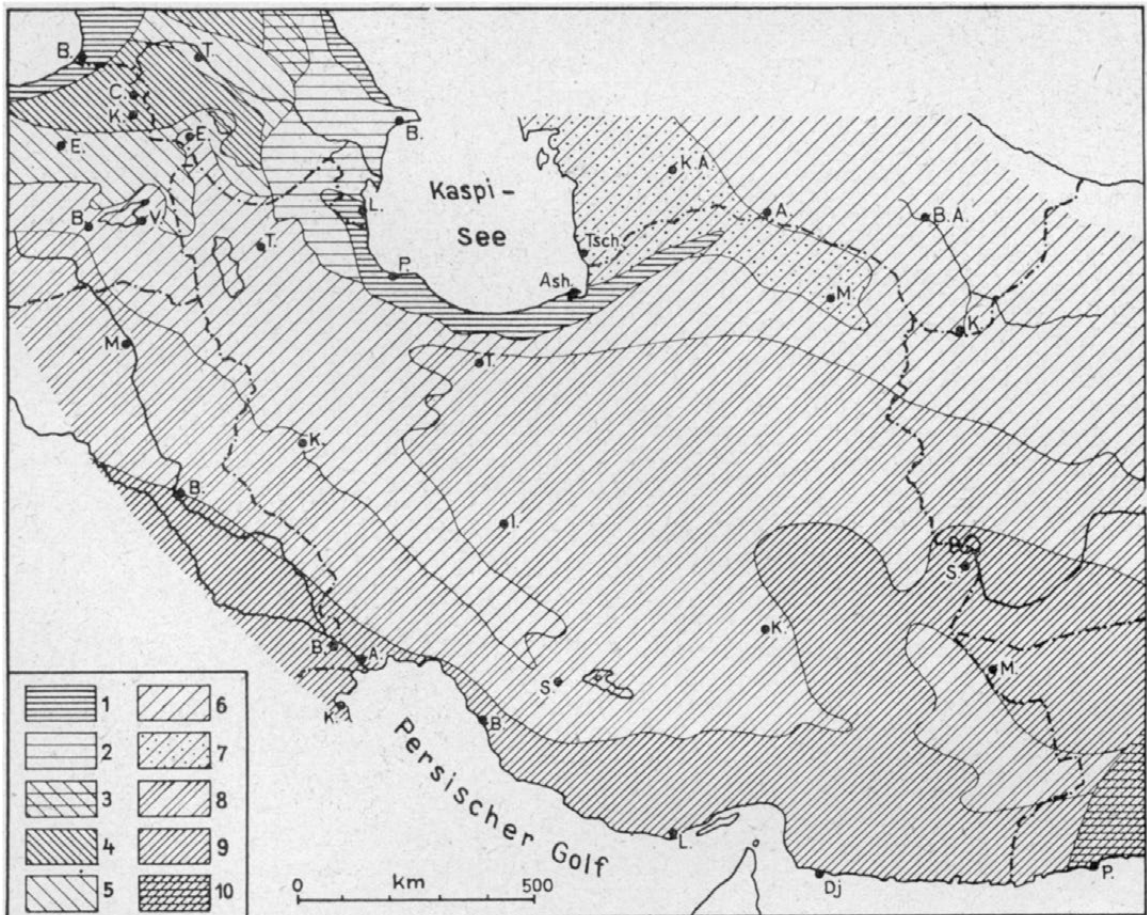 B.
T.
C.
K.
B.
E.
E.
K.A.
Kaspi-
See
L.
A.
B.A.
B.
V.
T.
P.
Tsch.
Ash.
M.
K.
M.
T.
K.
B.
I.
S.
K.
B.
A.
M.
S.
K.A.
B.
Persischer Golf
L.
Dj
P.
1
2
3
4
5
6
7
8
9
10
0 km 500